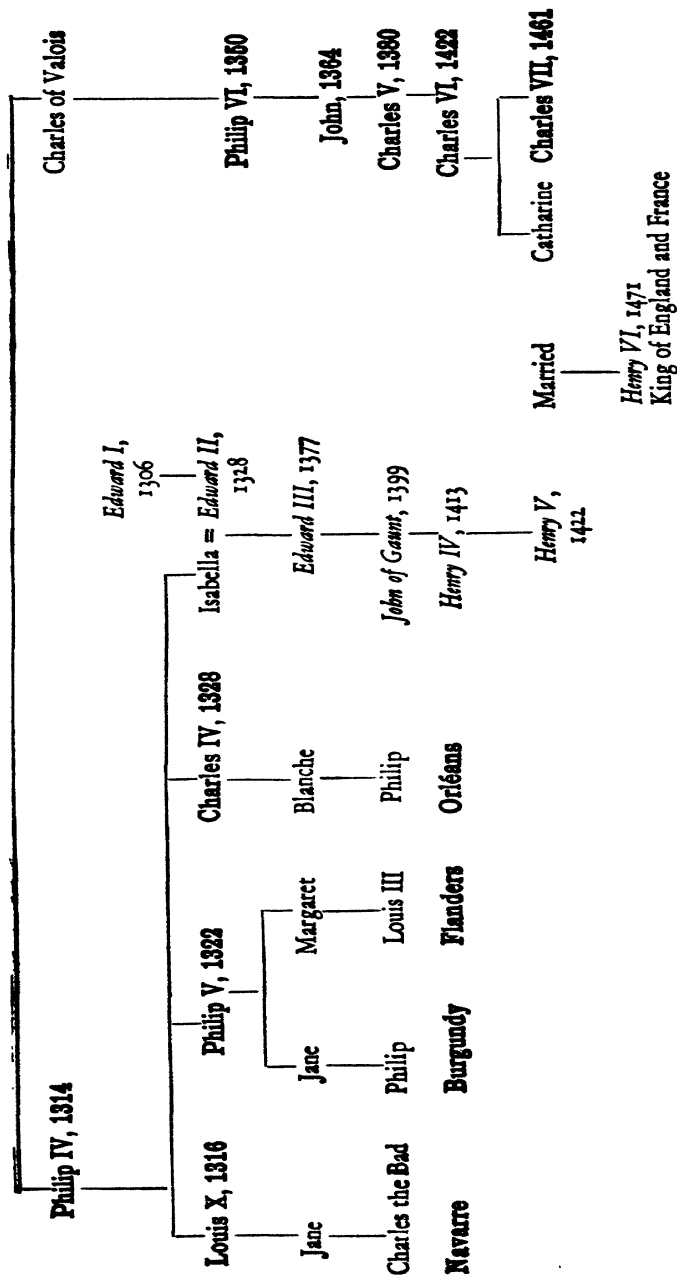 Philip IV, 1314
Charles of Valois
Edward I,
1306
Louis X, 1316
Philip V, 1322
Charles IV, 1328
Isabella = Edward II,
1328
Philip VI, 1350
Jane
Jane
Margaret
Blanche
Edward III, 1377
John, 1364
Charles the Bad
Philip
Louis III
Philip
John of Gaunt, 1399
Charles V, 1380
Navarre
Burgundy
Flanders
Orléans
Henry IV, 1413
Charles VI, 1422
Henry V,
1422
Married
Catharine
Charles VII, 1461
Henry VI, 1471
King of England and France